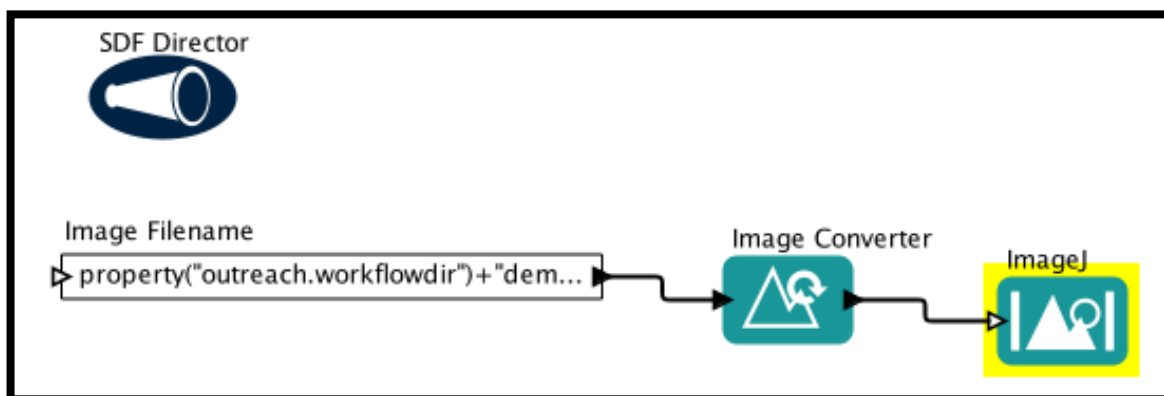 SDF Director
Image Filename
property("outreach.workflowdir")+"dem...
Image Converter
ImageJ